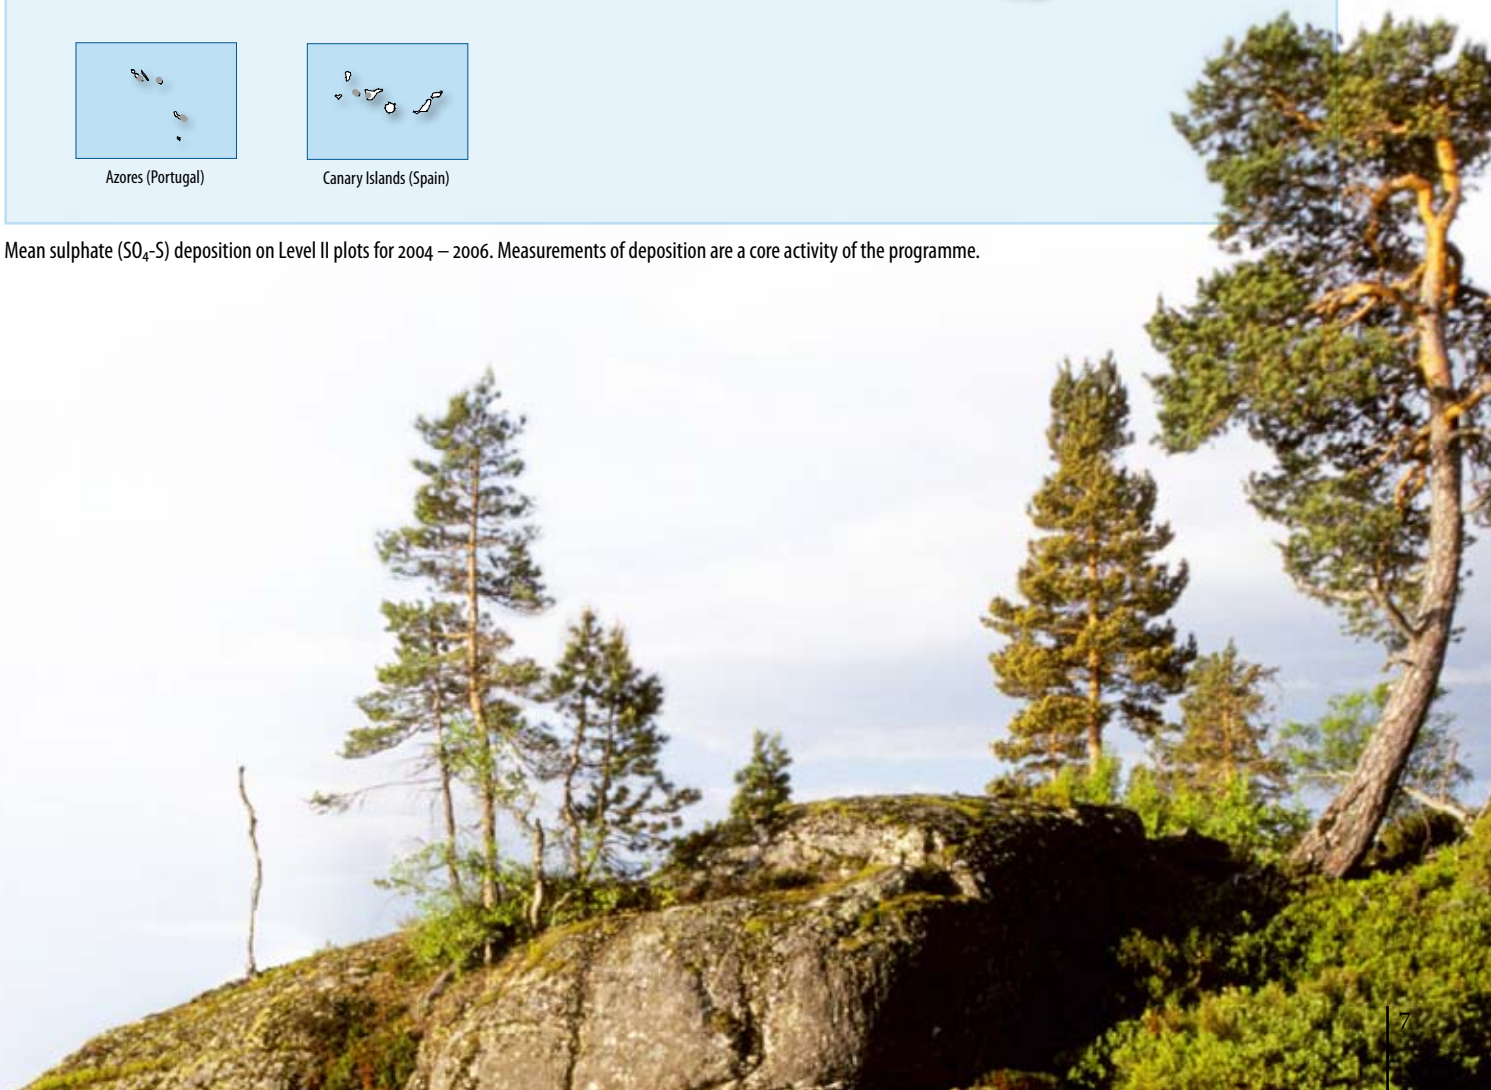 Azores (Portugal)
Canary Islands (Spain)
Mean sulphate (SO₄-S) deposition on Level II plots for 2004 – 2006. Measurements of deposition are a core activity of the programme.
7